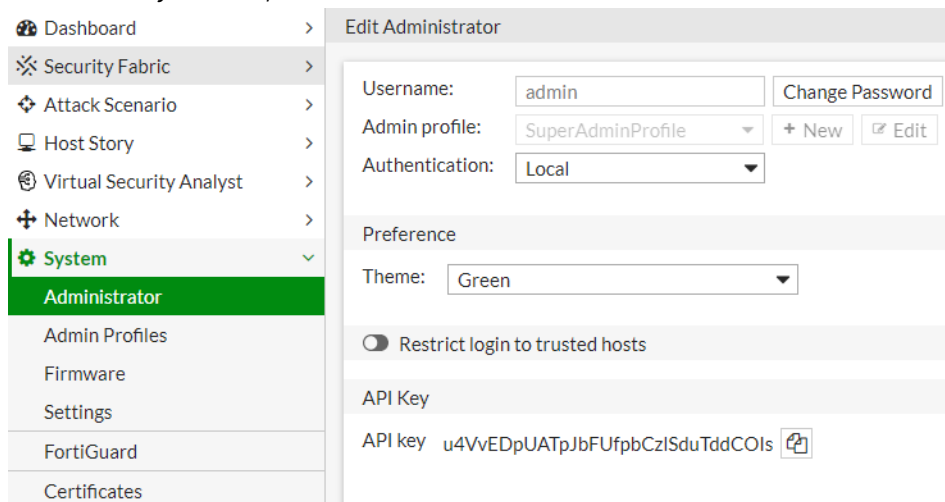 Dashboard
Security Fabric
Attack Scenario
Host Story
Virtual Security Analyst
Network
System
Administrator
Admin Profiles
Firmware
Settings
FortiGuard
Certificates
Edit Administrator
Username: admin Change Password
Admin profile: SuperAdminProfile + New Edit
Authentication: Local
Preference
Theme: Green
Restrict login to trusted hosts
API Key
API key u4VvEDpUATpJbFUfpbCzlSduTddCOIs